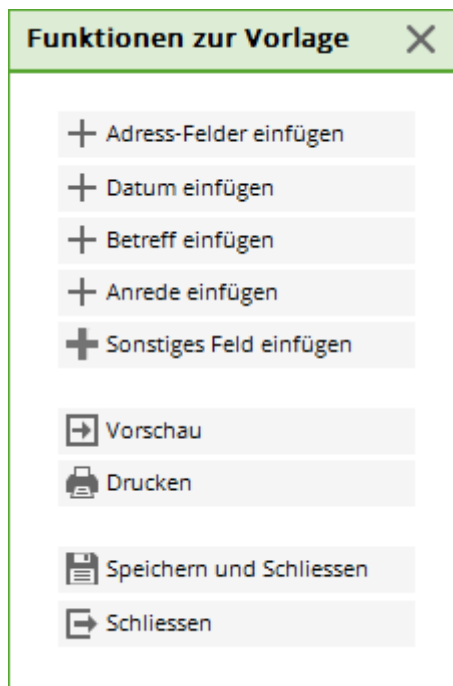 Funktionen zur Vorlage
Adress-Felder einfügen
Datum einfügen
Betreff einfügen
Anrede einfügen
Sonstiges Feld einfügen
Vorschau
Drucken
Speichern und Schliessen
Schliessen